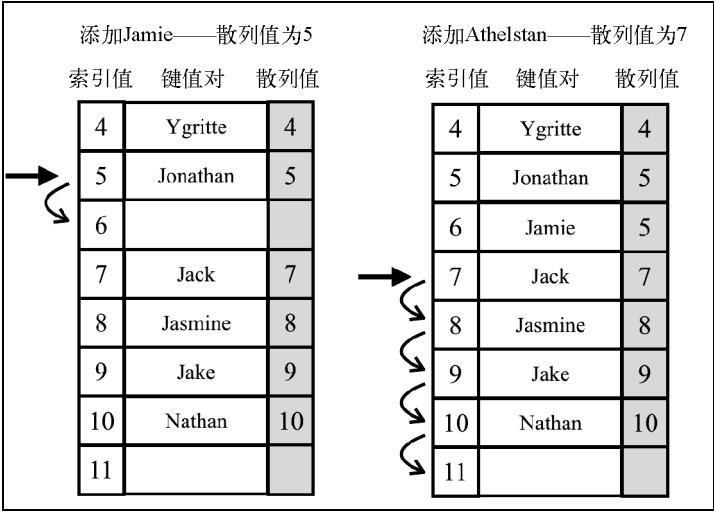 添加Jamie——散列值为5
索引值 键值对 散列值
4 Ygritte 4
5 Jonathan 5
6
7 Jack 7
8 Jasmine 8
9 Jake 9
10 Nathan 10
11
添加Athelstan——散列值为7
索引值 键值对 散列值
4 Ygritte 4
5 Jonathan 5
6 Jamie 5
7 Jack 7
8 Jasmine 8
9 Jake 9
10 Nathan 10
11